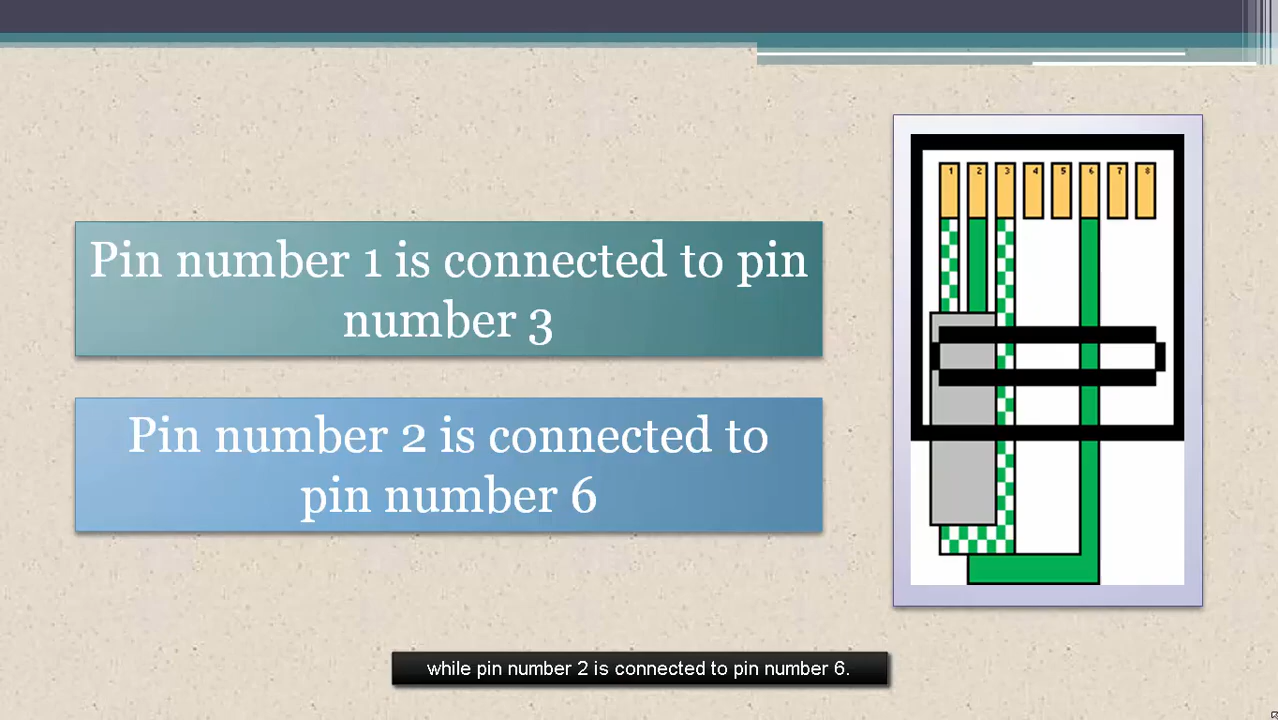 Pin number 1 is connected to pin
number 3
Pin number 2 is connected to
pin number 6
1 2 3 4 5 6 7 8
while pin number 2 is connected to pin number 6.